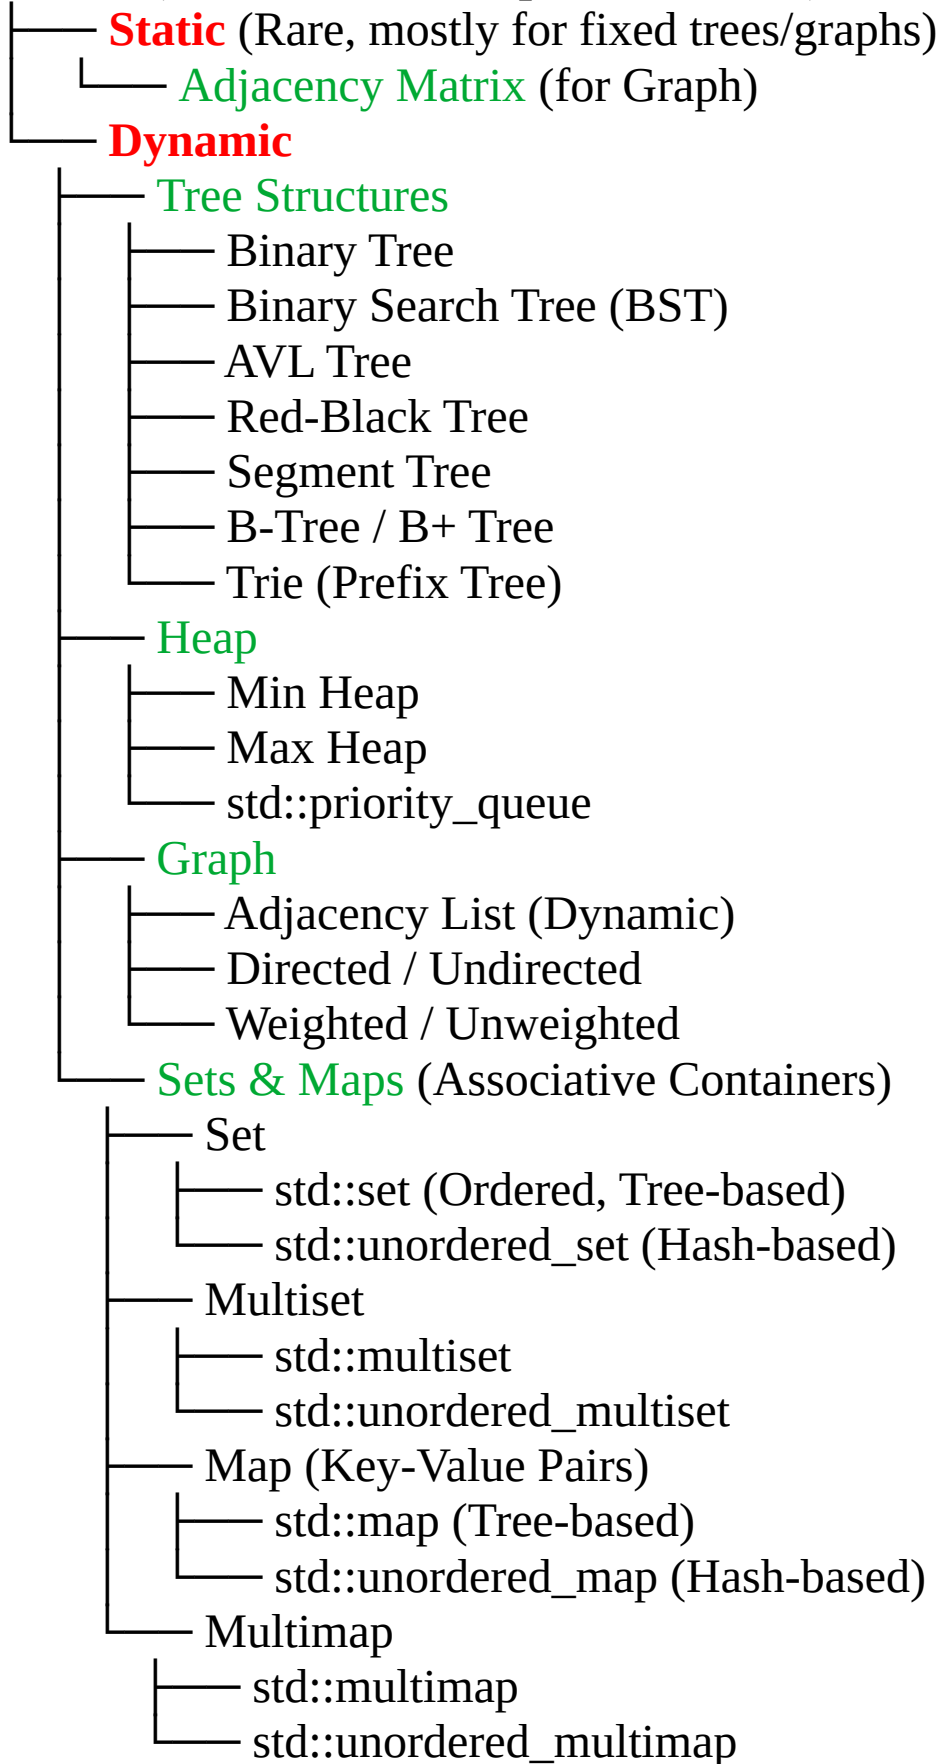 Static (Rare, mostly for fixed trees/graphs)
Adjacency Matrix (for Graph)
Dynamic
Tree Structures
Binary Tree
Binary Search Tree (BST)
AVL Tree
Red-Black Tree
Segment Tree
B-Tree / B+ Tree
Trie (Prefix Tree)
Heap
Min Heap
Max Heap
std::priority_queue
Graph
Adjacency List (Dynamic)
Directed / Undirected
Weighted / Unweighted
Sets & Maps (Associative Containers)
Set
std::set (Ordered, Tree-based)
std::unordered_set (Hash-based)
Multiset
std::multiset
std::unordered_multiset
Map (Key-Value Pairs)
std::map (Tree-based)
std::unordered_map (Hash-based)
Multimap
std::multimap
std::unordered_multimap